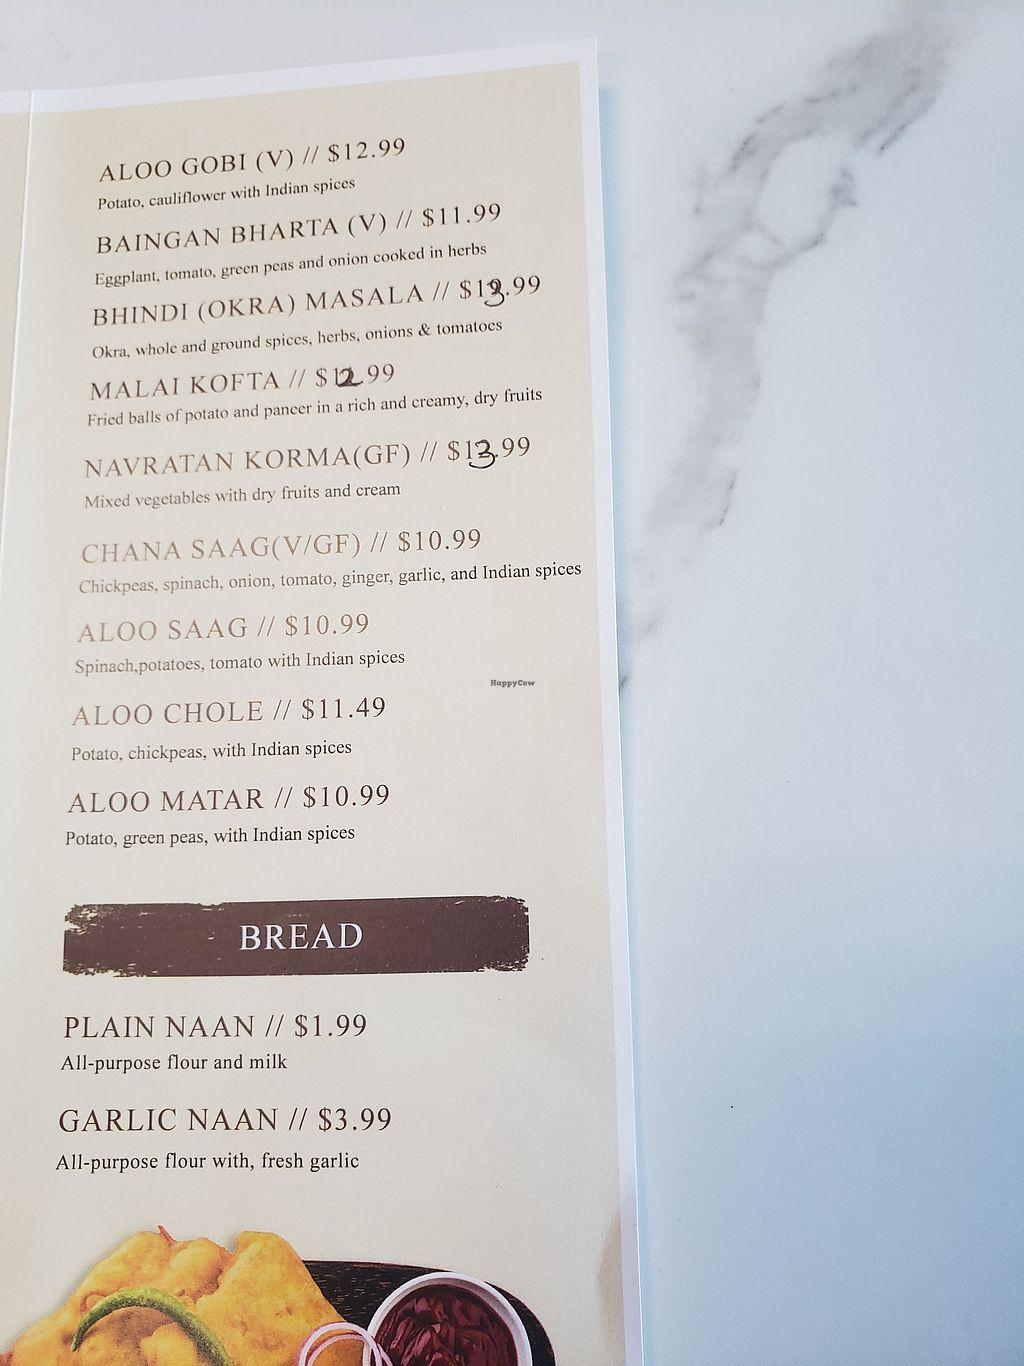 ALOO GOBI (V) // $12.99
Potato, cauliflower with Indian spices
BAINGAN BHARTA (V) // $11.99
Eggplant, tomato, green peas and onion cooked in herbs
BHINDI (OKRA) MASALA // $13.99
Okra, whole and ground spices, herbs, onions & tomatoes
MALAI KOFTA // $12.99
Fried balls of potato and paneer in a rich and creamy, dry fruits
NAVRATAN KORMA(GF) // $13.99
Mixed vegetables with dry fruits and cream
CHANA SAAG(V/GF) // $10.99
Chickpeas, spinach, onion, tomato, ginger, garlic, and Indian spices
ALOO SAAG // $10.99
Spinach,potatoes, tomato with Indian spices
HappyCow
ALOO CHOLE // $11.49
Potato, chickpeas, with Indian spices
ALOO MATAR // $10.99
Potato, green peas, with Indian spices
BREAD
PLAIN NAAN // $1.99
All-purpose flour and milk
GARLIC NAAN // $3.99
All-purpose flour with, fresh garlic